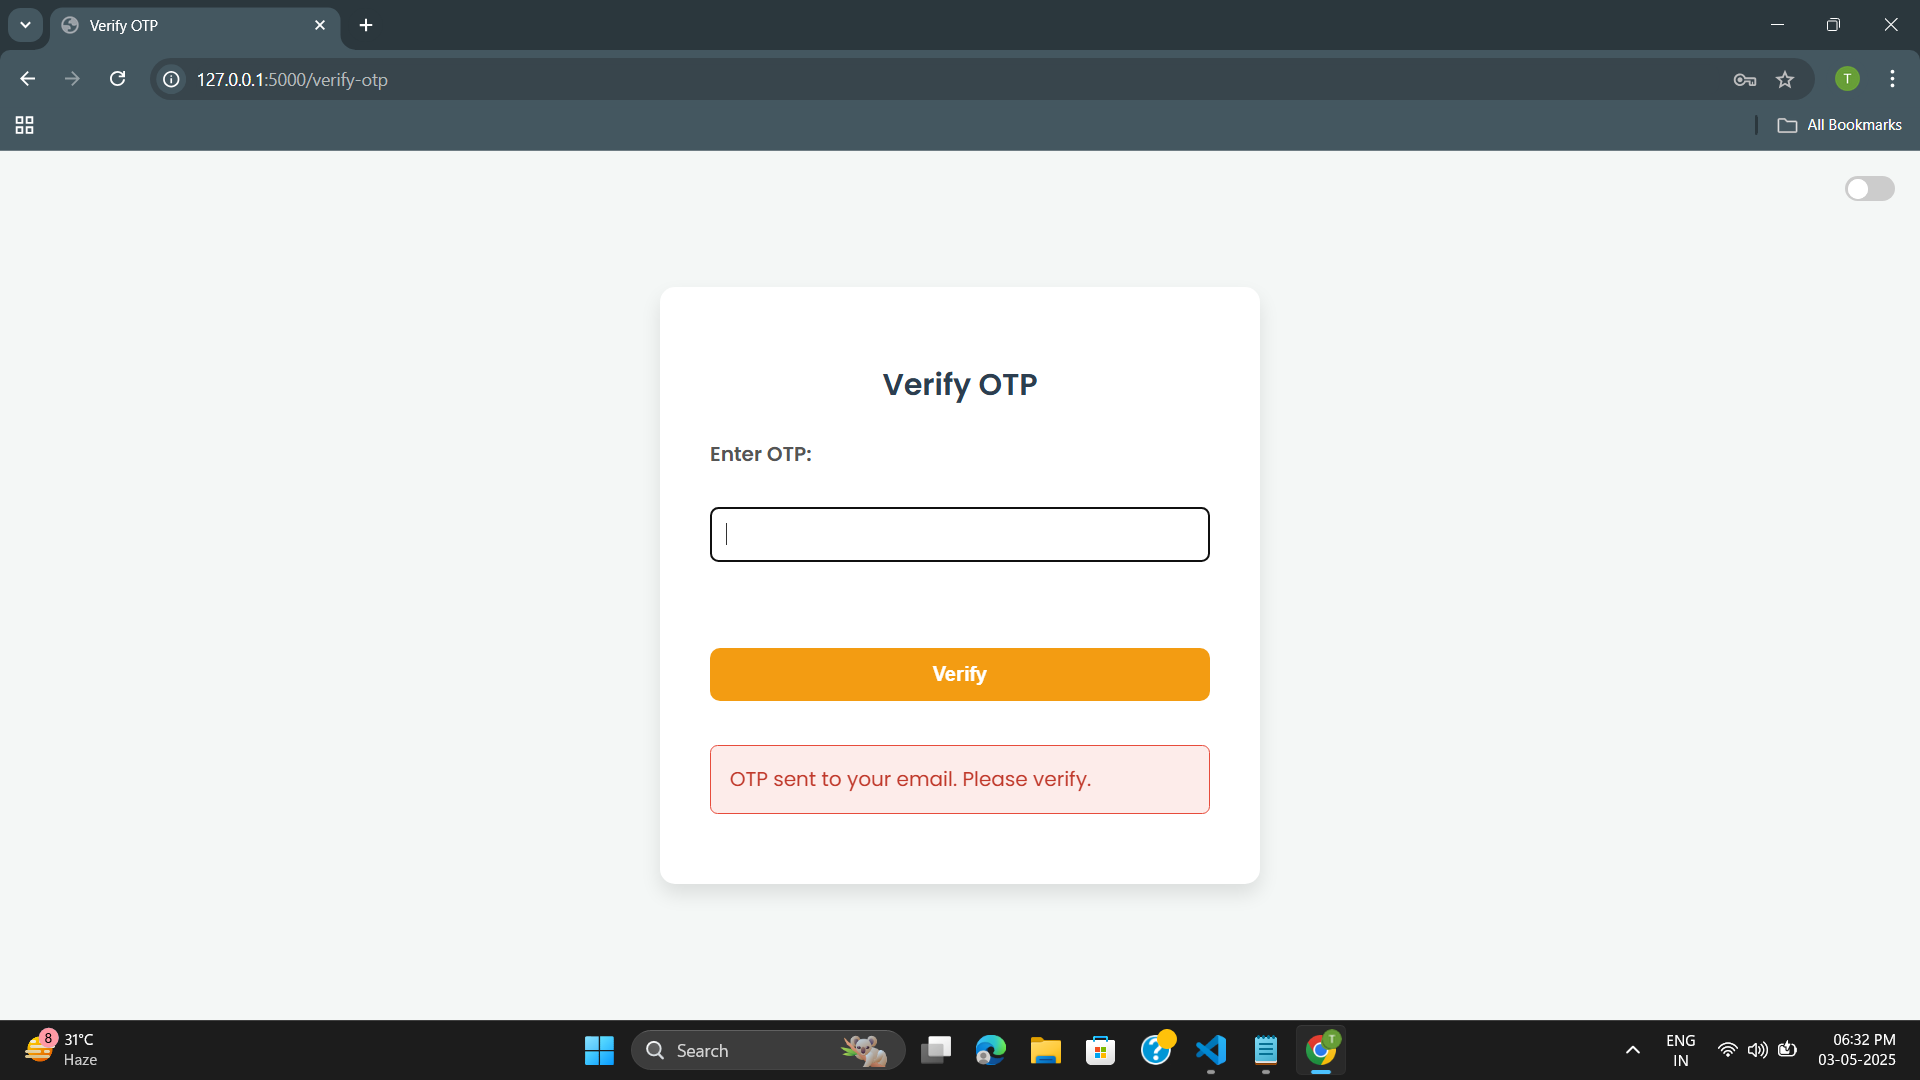 Verify OTP
127.0.0.1:5000/verify-otp
T
All Bookmarks
Verify OTP
Enter OTP:
Verify
OTP sent to your email. Please verify.
8
31°C
Haze
Search
T
ENG
IN
06:32 PM
03-05-2025